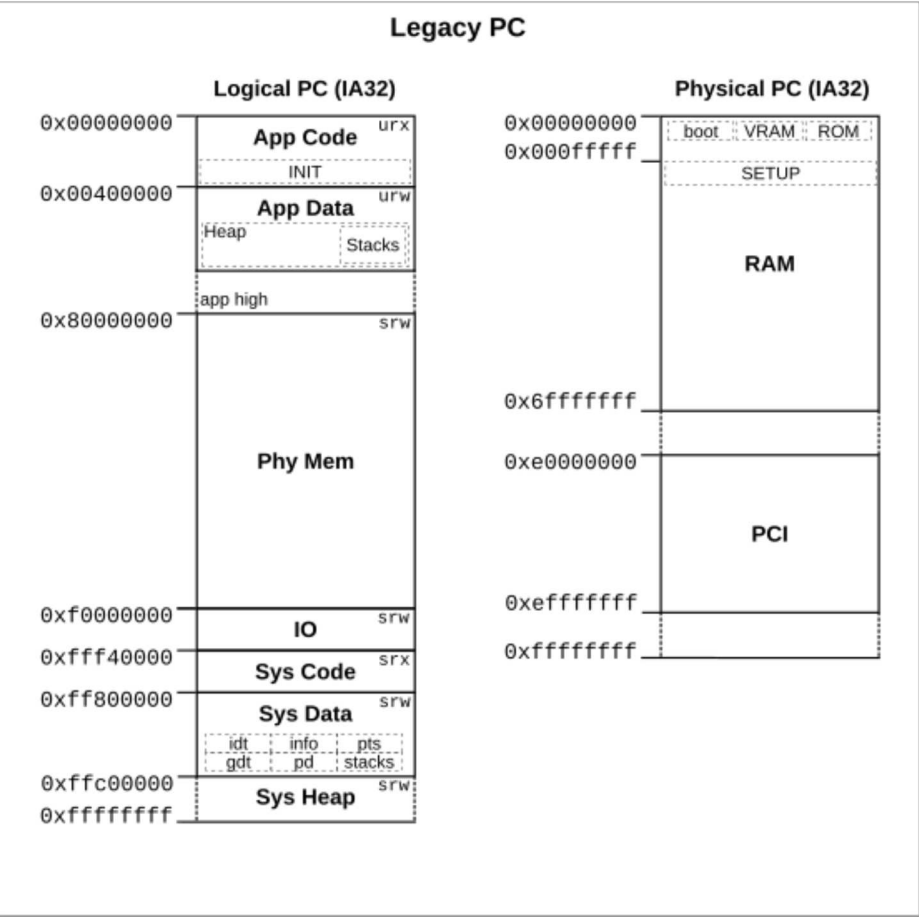 Legacy PC
Logical PC (IA32)
0x00000000
App Code
urx
INIT
0x00400000
App Data
urw
Heap
Stacks
app high
0x80000000
srw
Phy Mem
0xf0000000
IO
srw
0xfff40000
Sys Code
srx
0xff800000
Sys Data
srw
idt info pts
gdt pd stacks
0xffc00000
Sys Heap
srw
0xffffffff
Physical PC (IA32)
0x00000000
boot VRAM ROM
0x000fffff
SETUP
RAM
0x6fffffff
0xe0000000
PCI
0xefffffff
0xffffffff